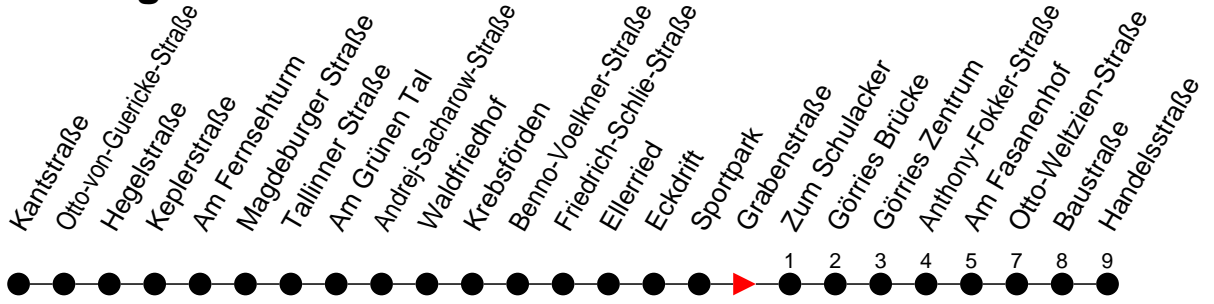 Kantstraße
Otto-von-Guericke-Straße
Hegelstraße
Keplerstraße
Am Fernsehturm
Magdeburger Straße
Tallinner Straße
Am Grünen Tal
Andrej-Sacharow-Straße
Waldfriedhof
Krebsförden
Benno-Voelkner-Straße
Friedrich-Schlie-Straße
Ellerried
Eckdrift
Sportpark
Grabenstraße
Zum Schulacker
Görries Brücke
Görries Zentrum
Anthony-Fokker-Straße
Am Fasanenhof
Otto-Weltzien-Straße
Baustraße
Handelsstraße
1 2 3 4 5 7 8 9